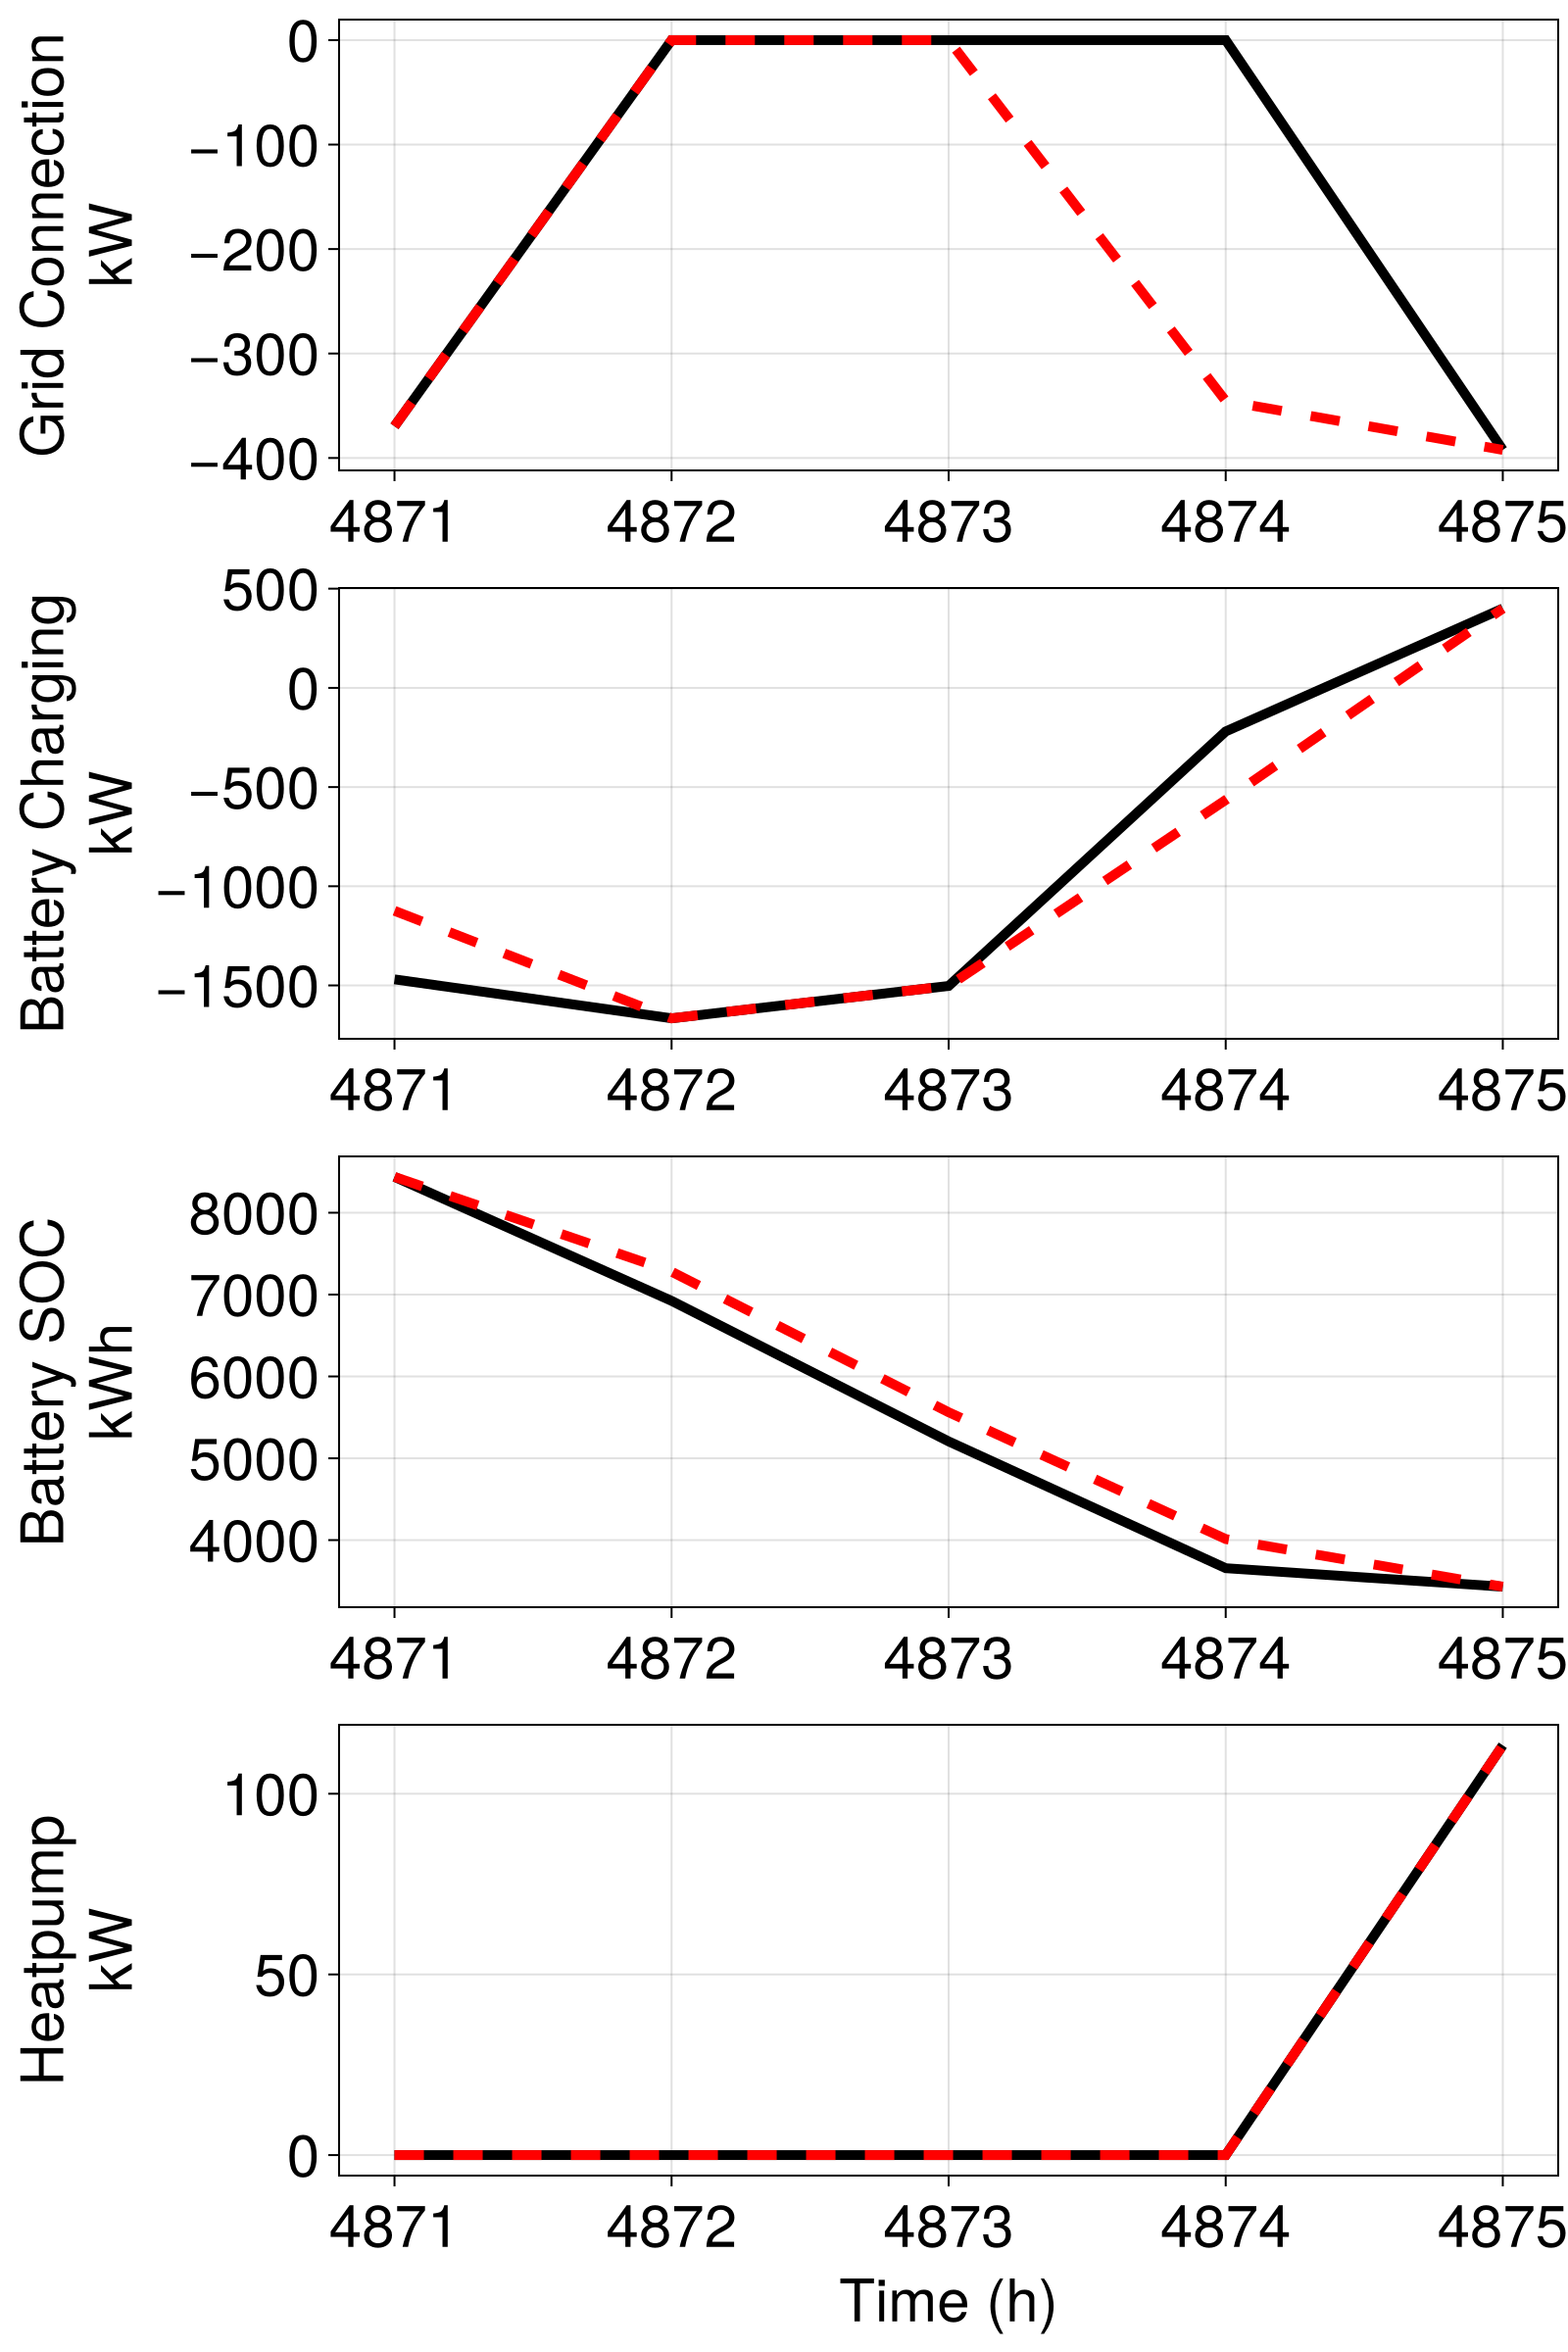 Grid Connection
kW
0
−100
−200
−300
−400
4871 4872 4873 4874 4875
Battery Charging
kW
500
0
−500
−1000
−1500
4871 4872 4873 4874 4875
Battery SOC
kWh
8000
7000
6000
5000
4000
4871 4872 4873 4874 4875
Heatpump
kW
100
50
0
4871 4872 4873 4874 4875
Time (h)